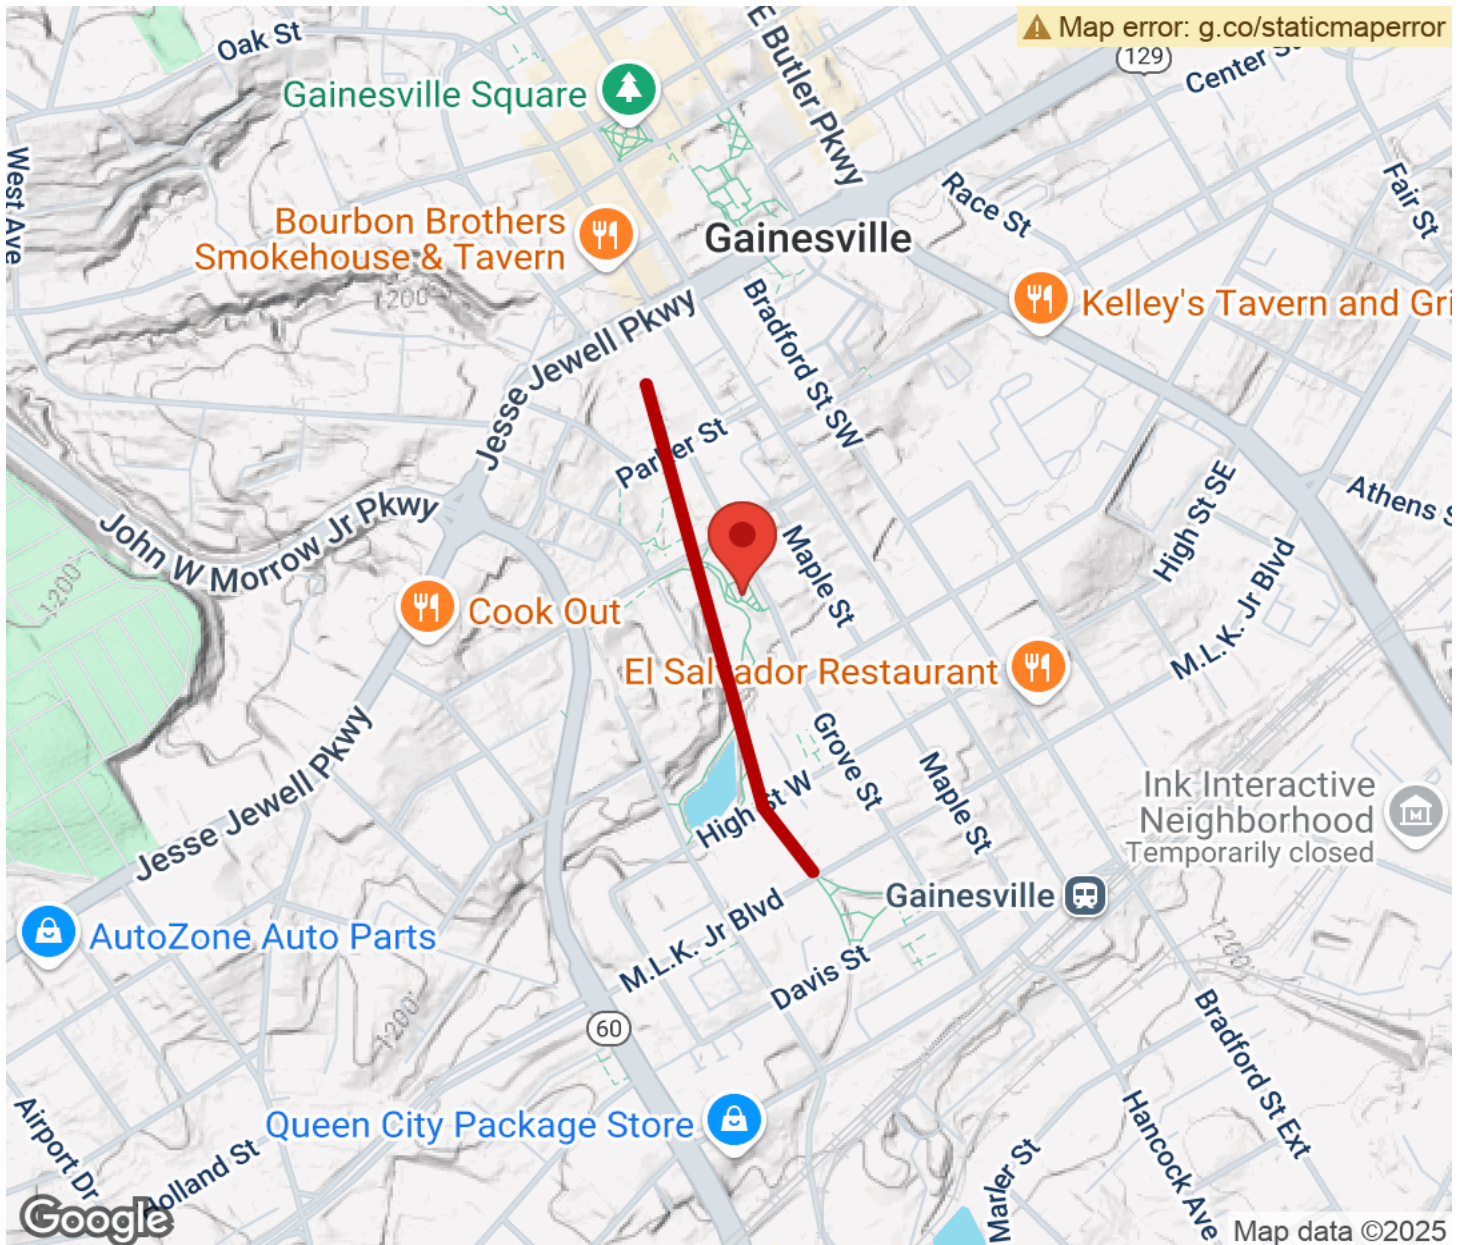 Map error: g.co/staticmaperror
Oak St
E Butler Pkwy
129
Center St
Gainesville Square
West Ave
Race St
Fair St
Bourbon Brothers
Smokehouse & Tavern
Gainesville
1200
Kelley's Tavern and Gri
Jesse Jewell Pkwy
Bradford St SW
Parker St
John W Morrow Jr Pkwy
Athens S
High St SE
1200
Maple St
M.L.K. Jr Blvd
Cook Out
El Salvador Restaurant
Jesse Jewell Pkwy
Grove St
Maple St
High St W
Ink Interactive
Neighborhood
Temporarily closed
Gainesville
AutoZone Auto Parts
M.L.K. Jr Blvd
Davis St
1200
1200
60
Bradford St Ext
Airport Dr
Queen City Package Store
Holland St
Marler St
Hancock Ave
Google
Map data ©2025